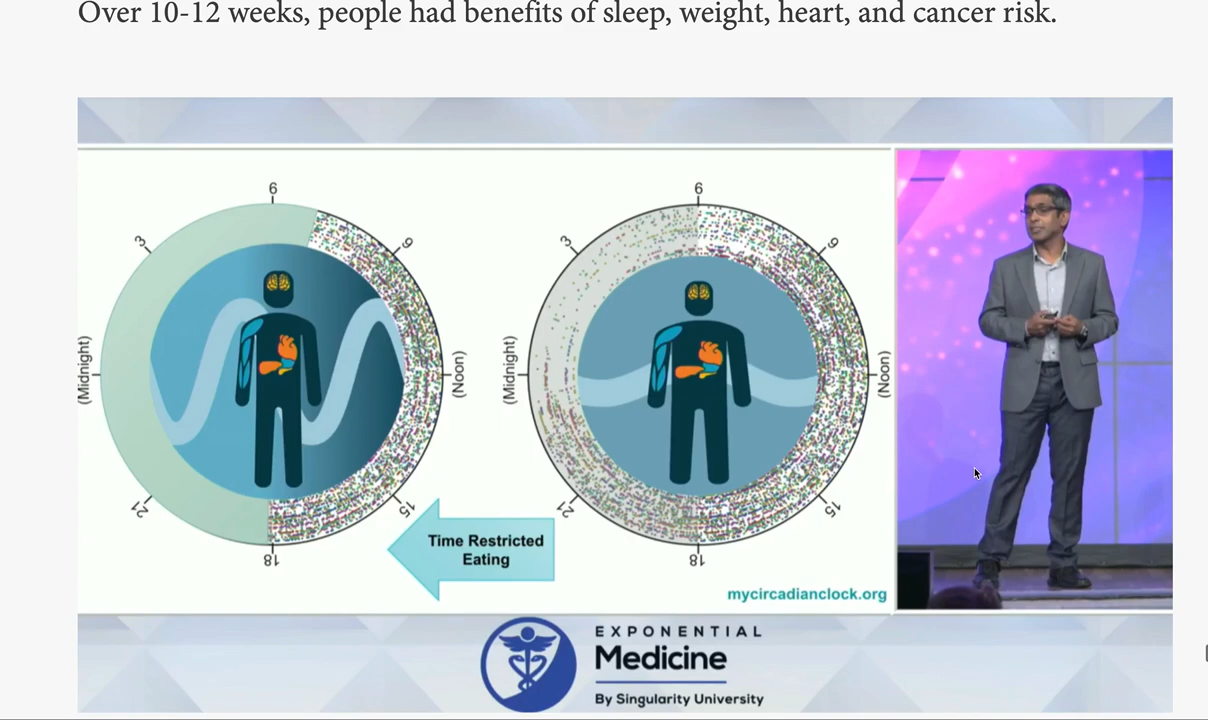 Over 10-12 weeks, people had benefits of sleep, weight, heart, and cancer risk.
6
9
(Noon)
15
18
21
(Midnight)
3
6
9
(Noon)
15
18
21
(Midnight)
3
Time Restricted
Eating
mycircadianclock.org
EXPONENTIAL
Medicine
By Singularity University